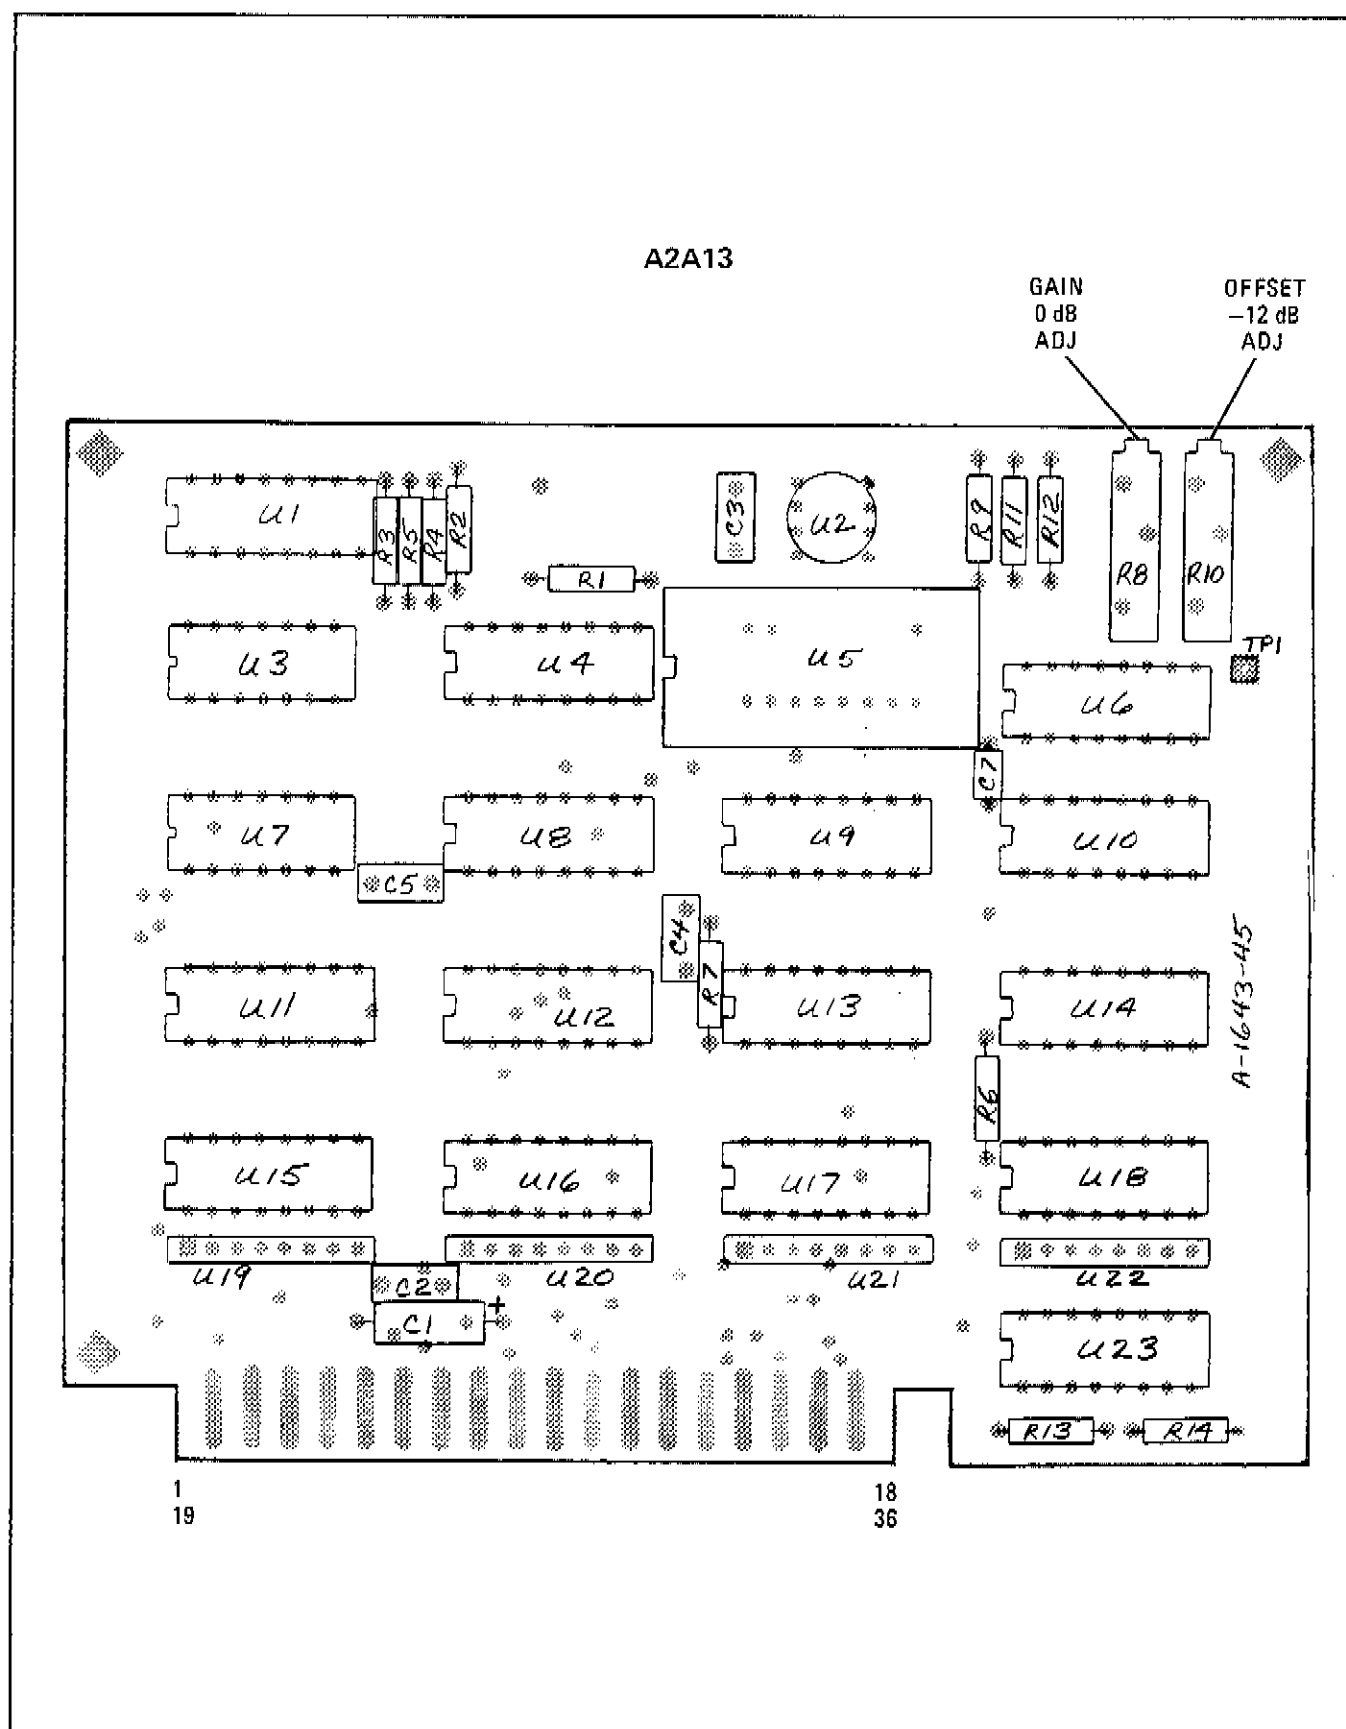 A2A13
GAIN
0 dB
ADJ
OFFSET
−12 dB
ADJ
U1
R3
R5
R4
R2
R1
C3
U2
R9
R11
R12
R8
R10
TP1
U3
U4
U5
U6
C7
U7
C5
U8
U9
U10
C4
R7
U11
U12
U13
U14
A-1643-45
R6
U15
U16
U17
U18
U19
C2
U20
U21
U22
C1
+
U23
R13
R14
1
19
18
36